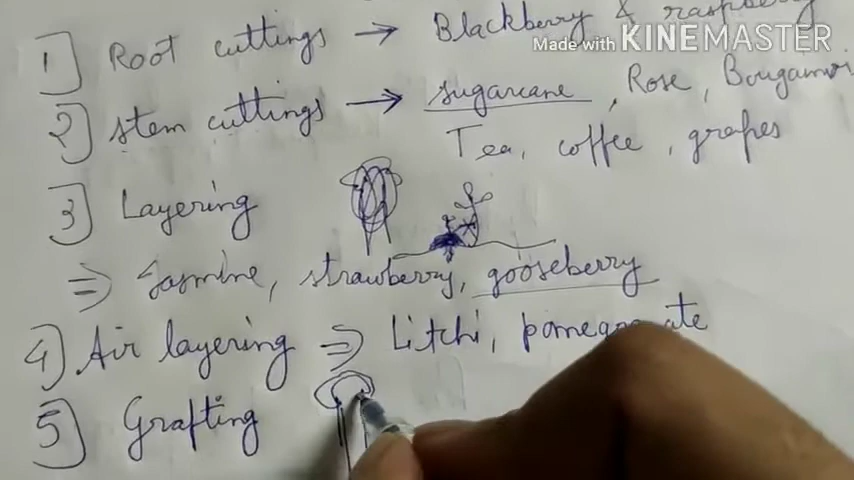 1] Root cuttings → Blackberry & raspberry
Made with KINEMASTER
2] stem cuttings → sugarcane, Rose,
Tea, coffee, grapes
3] Layering
⇒ Jasmine, strawberry, gooseberry
4] Air layering ⇒ Litchi,
5] Grafting